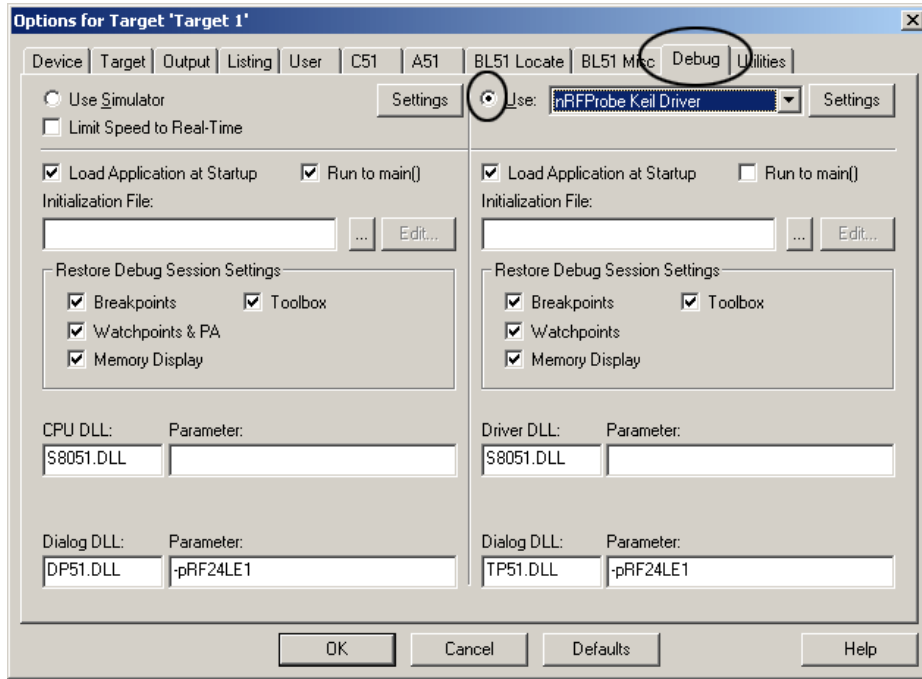 Options for Target 'Target 1'
Device Target Output Listing User C51 A51 BL51 Locate BL51 Misc Debug Utilities
Use Simulator Settings Use: nRFProbe Keil Driver Settings
Limit Speed to Real-Time
Load Application at Startup Run to main() Load Application at Startup Run to main()
Initialization File: Initialization File:
... Edit... ... Edit...
Restore Debug Session Settings Restore Debug Session Settings
Breakpoints Toolbox Breakpoints Toolbox
Watchpoints & PA Watchpoints
Memory Display Memory Display
CPU DLL: Parameter: Driver DLL: Parameter:
S8051.DLL S8051.DLL
Dialog DLL: Parameter: Dialog DLL: Parameter:
DP51.DLL -pRF24LE1 TP51.DLL -pRF24LE1
OK Cancel Defaults Help